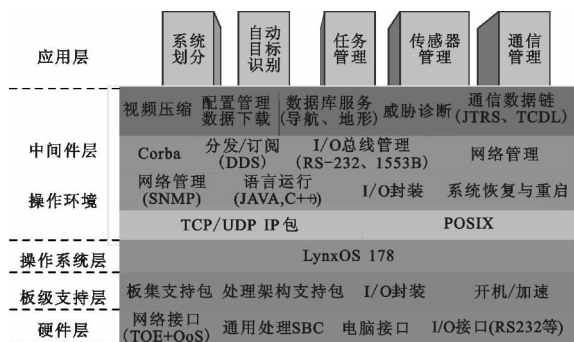 应用层
系统划分
自动目标识别
任务管理
传感器管理
通信管理
中间件层
视频压缩
配置管理数据下载
数据库服务(导航、地形)
威胁诊断
通信数据链(JTRS, TCDL)
Corba
分发/订阅(DDS)
I/O总线管理(RS-232、1553B)
网络管理
操作环境
网络管理(SNMP)
语言运行(JAVA,C++)
I/O封装
系统恢复与重启
TCP/UDP IP包
POSIX
操作系统层
LynxOS 178
板级支持层
板集支持包
处理架构支持包
I/O封装
开机/加速
硬件层
网络接口(TOE+QoS)
通用处理SBC
电脑接口
I/O接口(RS232等)